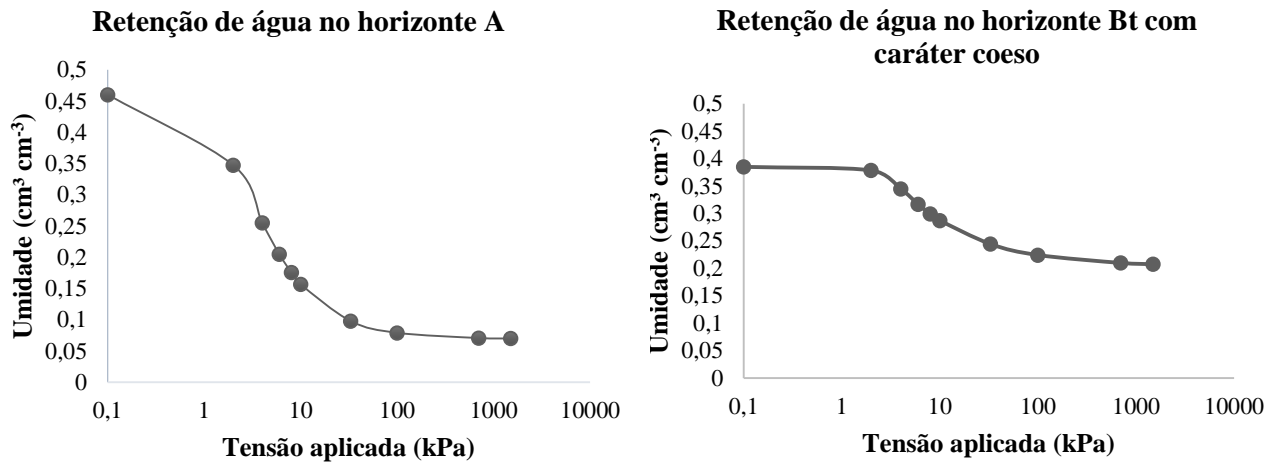 Retenção de água no horizonte A
0,5
0,45
0,4
0,35
0,3
0,25
0,2
0,15
0,1
0,05
0
0,1 1 10 100 1000 10000
Umidade (cm³ cm⁻³)
Tensão aplicada (kPa)
Retenção de água no horizonte Bt com
caráter coeso
0,5
0,45
0,4
0,35
0,3
0,25
0,2
0,15
0,1
0,05
0
0,1 1 10 100 1000 10000
Umidade (cm³ cm⁻³)
Tensão aplicada (kPa)